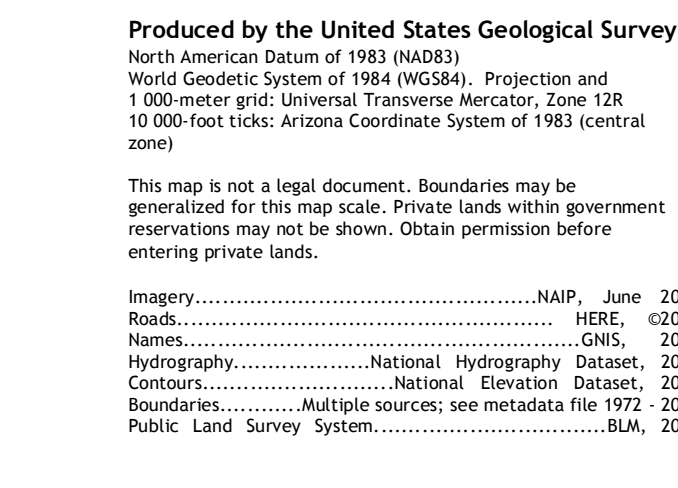 Produced by the United States Geological Survey
North American Datum of 1983 (NAD83)
World Geodetic System of 1984 (WGS84). Projection and
1 000-meter grid: Universal Transverse Mercator, Zone 12R
10 000-foot ticks: Arizona Coordinate System of 1983 (central
zone)
This map is not a legal document. Boundaries may be
generalized for this map scale. Private lands within government
reservations may not be shown. Obtain permission before
entering private lands.
Imagery..................................................NAIP, June 20
Roads....................................................... HERE, ©20
Names..........................................................GNIS, 20
Hydrography....................National Hydrography Dataset, 20
Contours............................National Elevation Dataset, 20
Boundaries............Multiple sources; see metadata file 1972 - 20
Public Land Survey System..................................BLM, 20